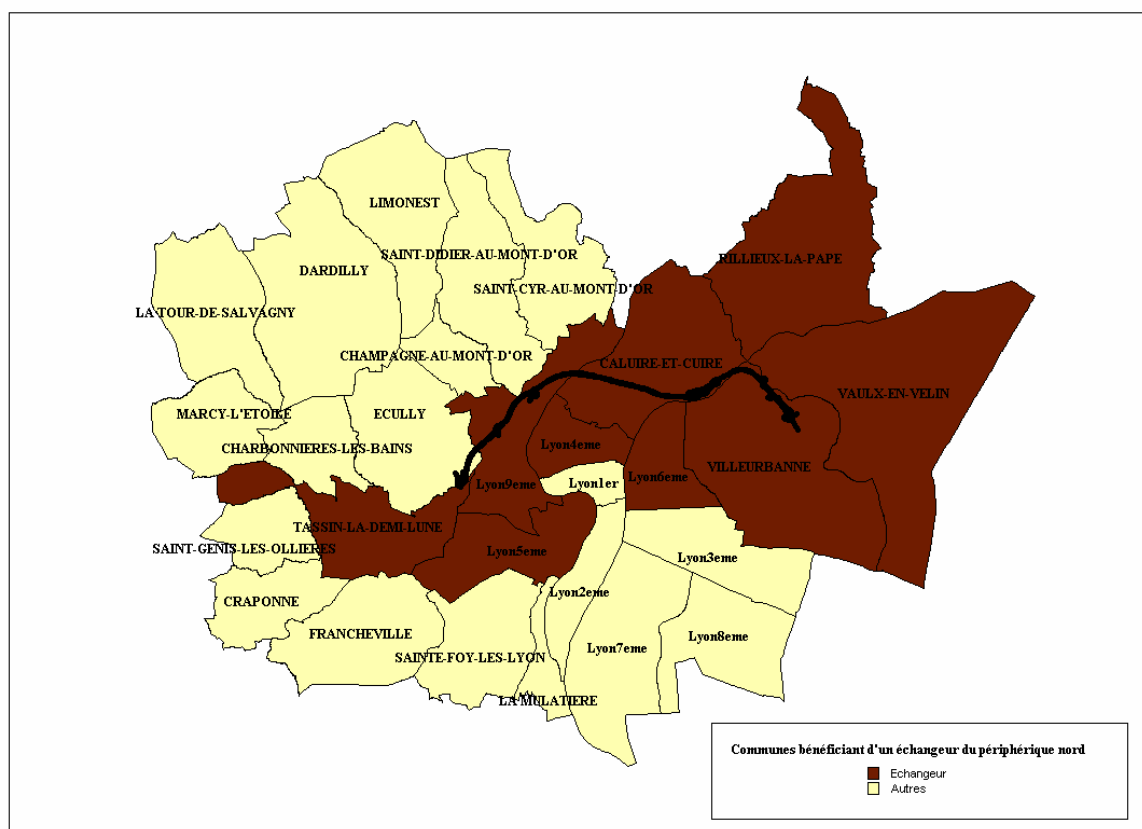 LIMONEST
SAINT-DIDIER-AU-MONT-D'OR
RILLIEUX-LA-PAPE
DARDILLY
SAINT-CYR-AU-MONT-D'OR
LA TOUR-DE-SALVAGNY
CHAMPAGNE-AU-MONT-D'OR
CALUIRE-ET-CUIRE
VAULX-EN-VELIN
MARCY-L'ETOILE
ECULLY
CHARBONNIERES-LES-BAINS
Lyon4eme
VILLEURBANNE
Lyon9eme
Lyon1er
Lyon6eme
TASSIN-LA-DEMI-LUNE
SAINT-GENIS-LES-OLLIERES
Lyon5eme
Lyon3eme
Lyon2eme
CRAPONNE
FRANCHEVILLE
Lyon8eme
Lyon7eme
SAINTE-FOY-LES-LYON
LA MULATIERE
Communes bénéficiant d'un échangeur du périphérique nord
Echangeur
Autres